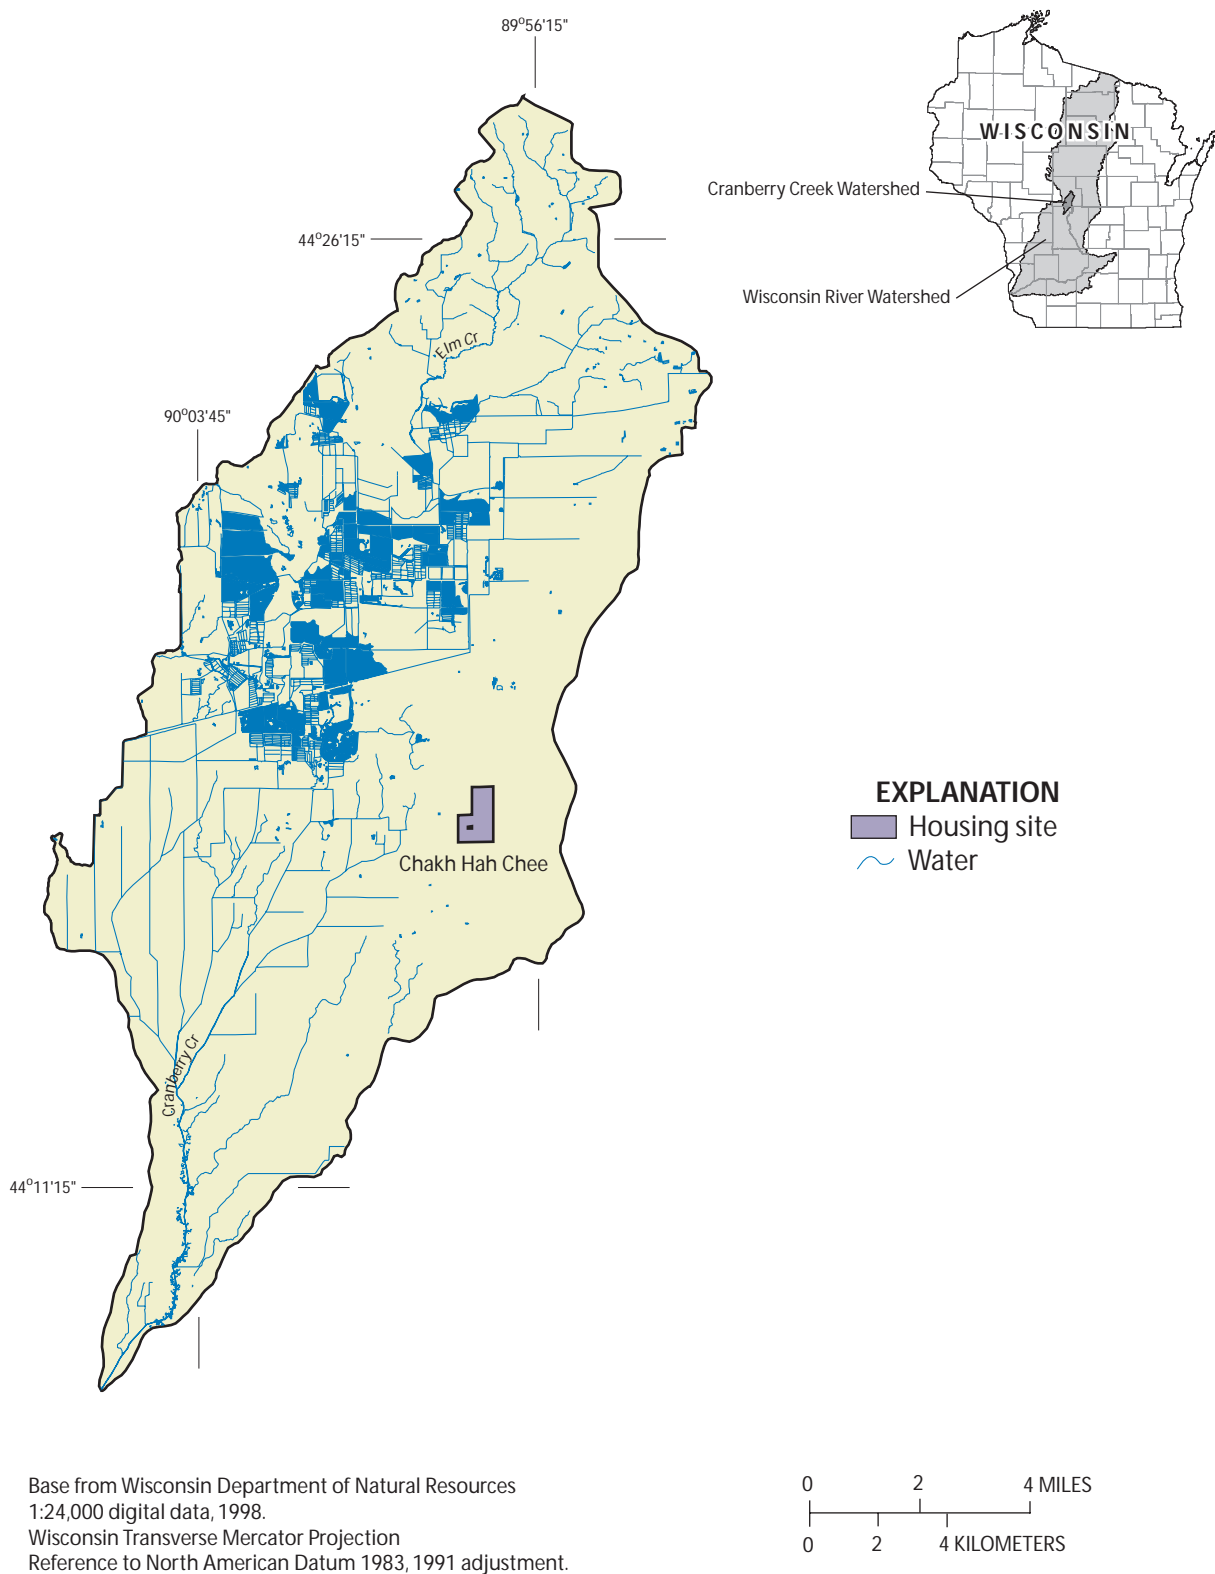 89°56'15"
WISCONSIN
Cranberry Creek Watershed
44°26'15"
Wisconsin River Watershed
Elm Cr
90°03'45"
EXPLANATION
Housing site
Water
Chakh Hah Chee
Cranberry Cr
44°11'15"
Base from Wisconsin Department of Natural Resources
1:24,000 digital data, 1998.
Wisconsin Transverse Mercator Projection
Reference to North American Datum 1983, 1991 adjustment.
0 2 4 MILES
0 2 4 KILOMETERS